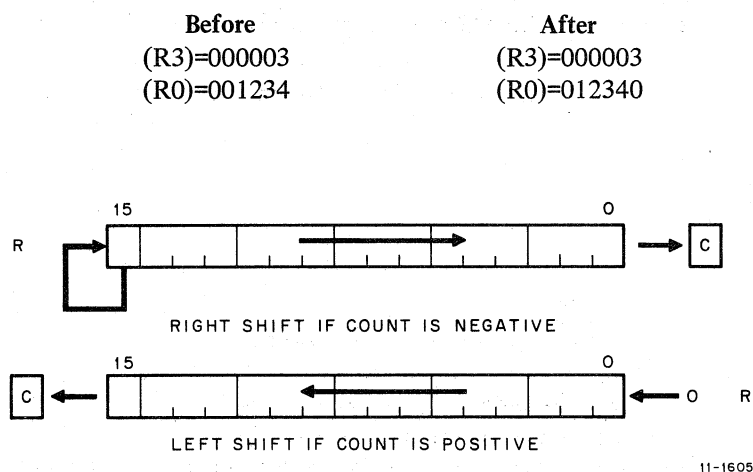 Before After
(R3)=000003 (R3)=000003
(R0)=001234 (R0)=012340
15 0
R C
RIGHT SHIFT IF COUNT IS NEGATIVE
15 0
C 0 R
LEFT SHIFT IF COUNT IS POSITIVE
11-1605